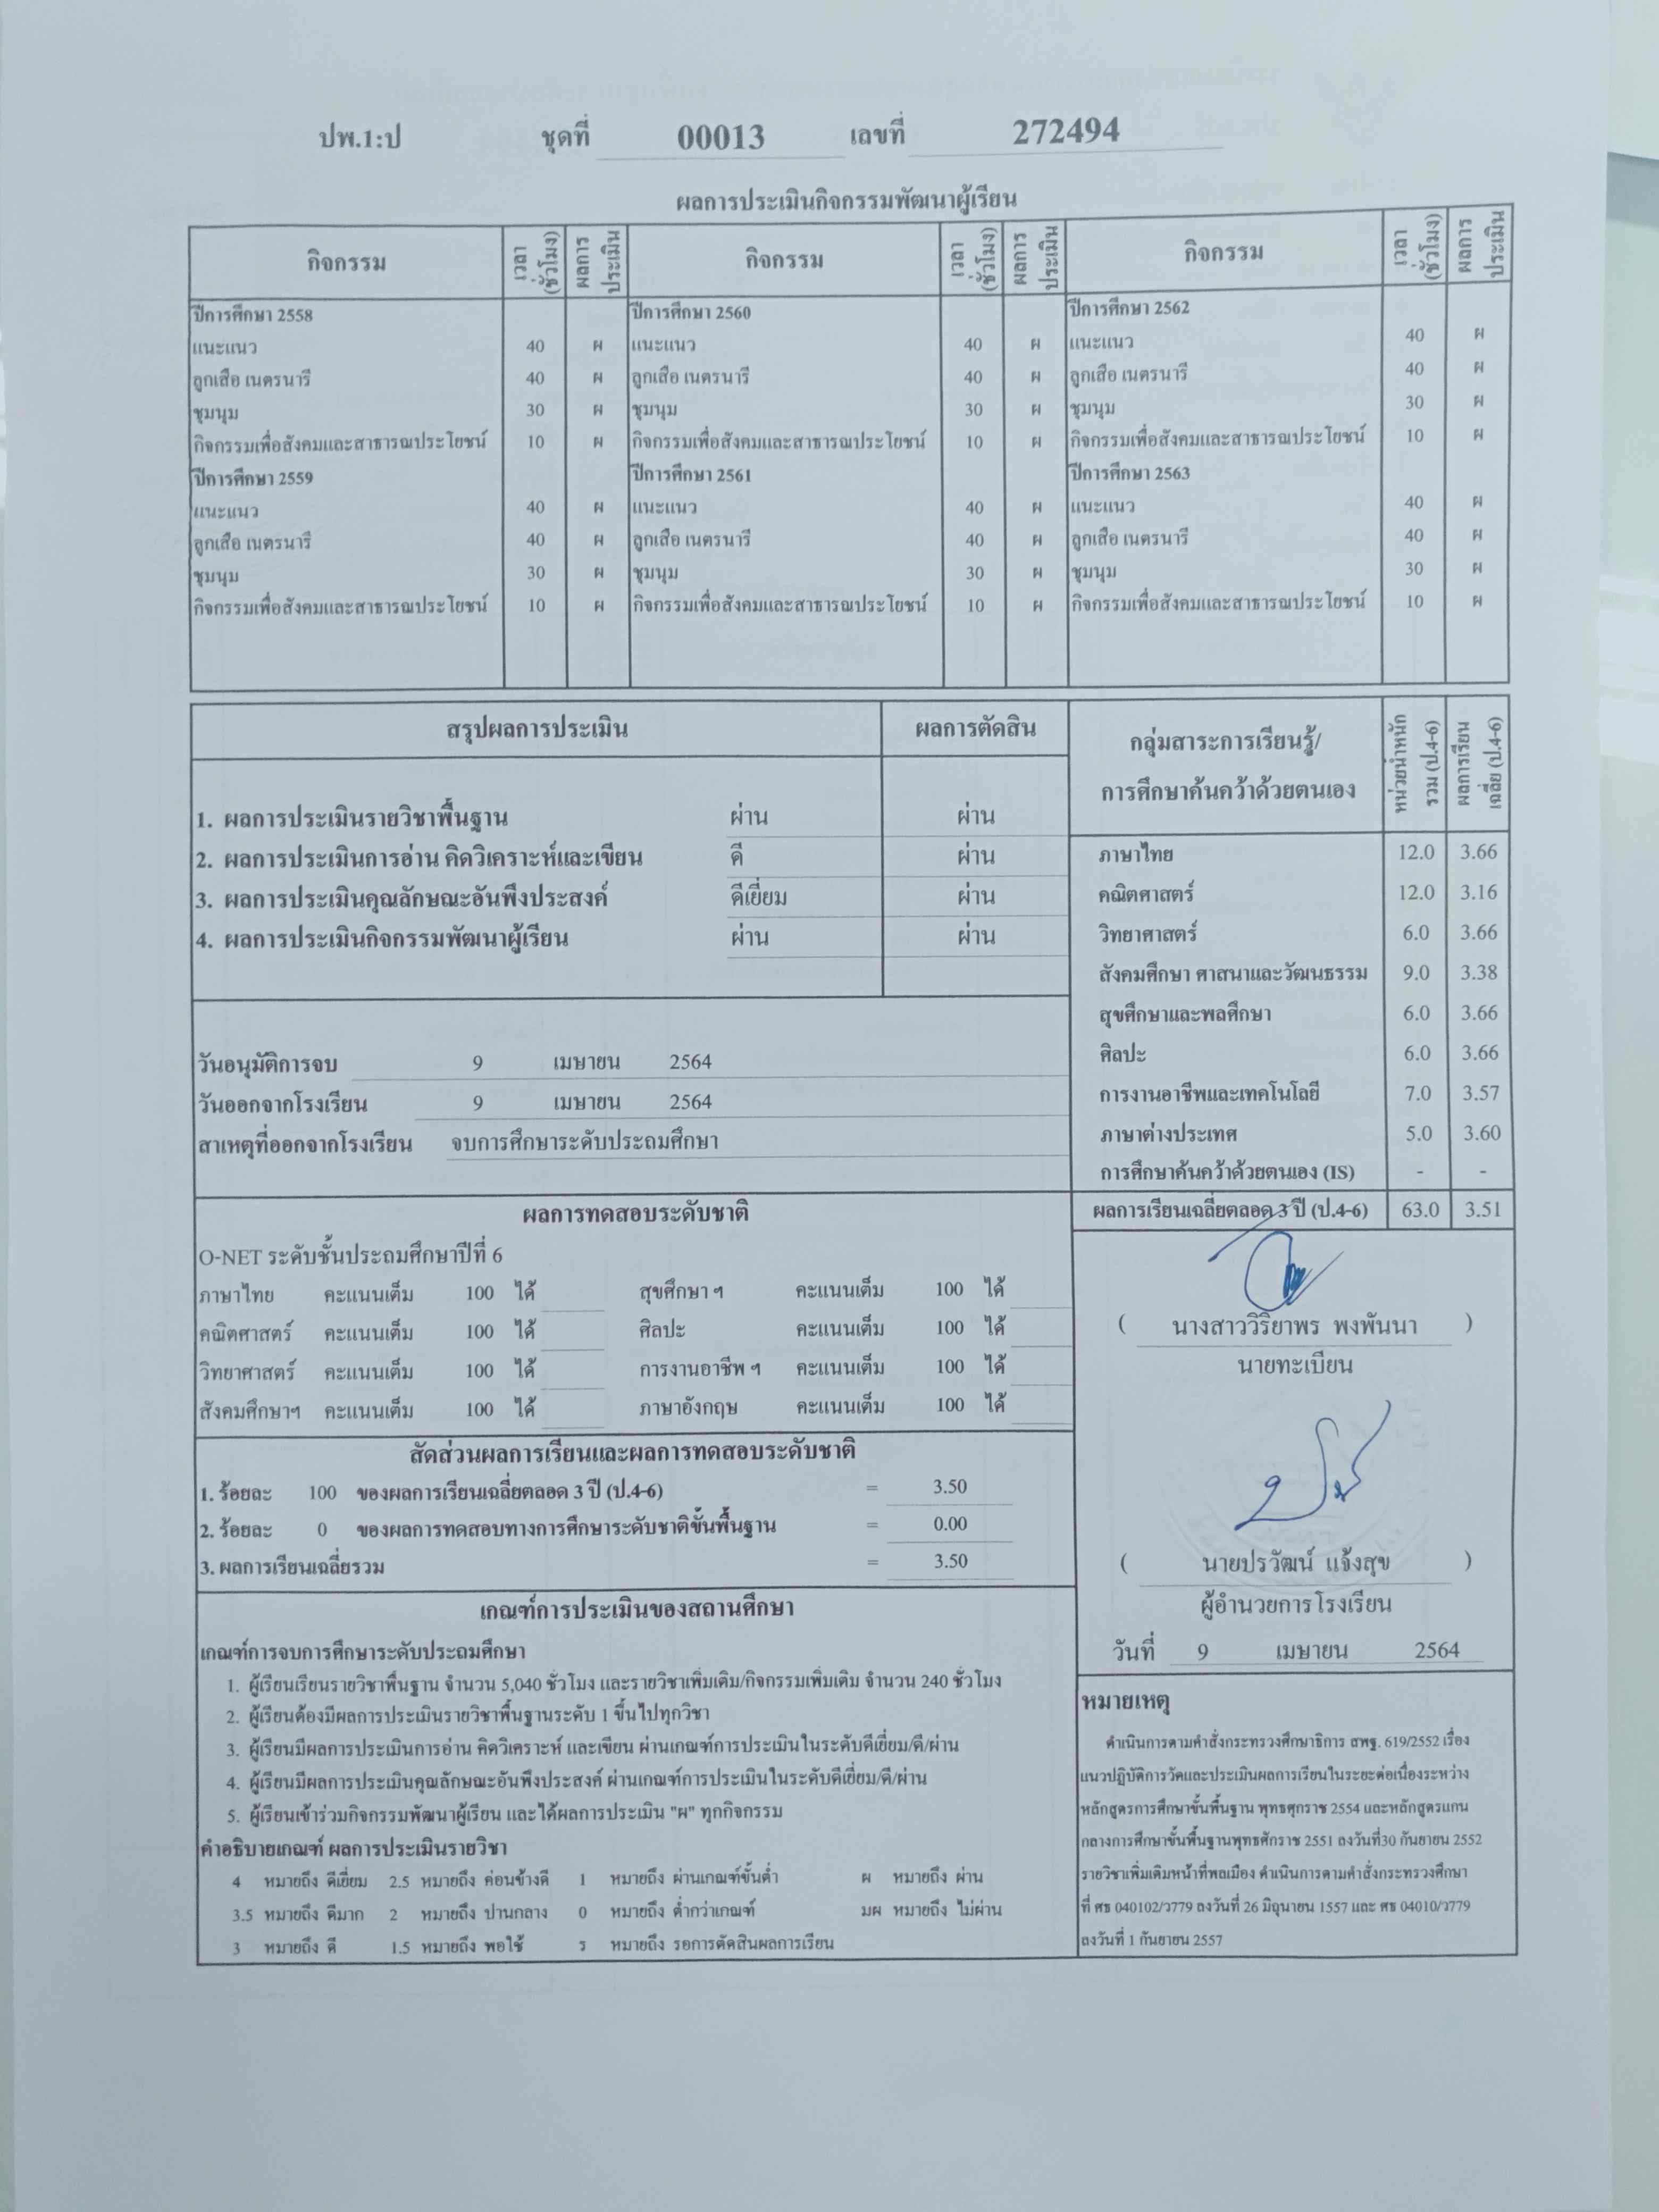 ปพ.1:ป ชุดที่ 00013 เลขที่ 272494
ผลการประเมินกิจกรรมพัฒนาผู้เรียน
กิจกรรม เวลา (ชั่วโมง) ผลการประเมิน กิจกรรม เวลา (ชั่วโมง) ผลการประเมิน กิจกรรม เวลา (ชั่วโมง) ผลการประเมิน
ปีการศึกษา 2558 ปีการศึกษา 2560 ปีการศึกษา 2562
แนะแนว 40 ผ แนะแนว 40 ผ แนะแนว 40 ผ
ลูกเสือ เนตรนารี 40 ผ ลูกเสือ เนตรนารี 40 ผ ลูกเสือ เนตรนารี 40 ผ
ชุมนุม 30 ผ ชุมนุม 30 ผ ชุมนุม 30 ผ
กิจกรรมเพื่อสังคมและสาธารณประโยชน์ 10 ผ กิจกรรมเพื่อสังคมและสาธารณประโยชน์ 10 ผ กิจกรรมเพื่อสังคมและสาธารณประโยชน์ 10 ผ
ปีการศึกษา 2559 ปีการศึกษา 2561 ปีการศึกษา 2563
แนะแนว 40 ผ แนะแนว 40 ผ แนะแนว 40 ผ
ลูกเสือ เนตรนารี 40 ผ ลูกเสือ เนตรนารี 40 ผ ลูกเสือ เนตรนารี 40 ผ
ชุมนุม 30 ผ ชุมนุม 30 ผ ชุมนุม 30 ผ
กิจกรรมเพื่อสังคมและสาธารณประโยชน์ 10 ผ กิจกรรมเพื่อสังคมและสาธารณประโยชน์ 10 ผ กิจกรรมเพื่อสังคมและสาธารณประโยชน์ 10 ผ
สรุปผลการประเมิน ผลการตัดสิน
1. ผลการประเมินรายวิชาพื้นฐาน ผ่าน ผ่าน
2. ผลการประเมินการอ่าน คิดวิเคราะห์และเขียน ดี ผ่าน
3. ผลการประเมินคุณลักษณะอันพึงประสงค์ ดีเยี่ยม ผ่าน
4. ผลการประเมินกิจกรรมพัฒนาผู้เรียน ผ่าน ผ่าน
วันอนุมัติการจบ 9 เมษายน 2564
วันออกจากโรงเรียน 9 เมษายน 2564
สาเหตุที่ออกจากโรงเรียน จบการศึกษาระดับประถมศึกษา
กลุ่มสาระการเรียนรู้/
การศึกษาค้นคว้าด้วยตนเอง หน่วยน้ำหนัก รวม (ป.4-6) ผลการเรียน เฉลี่ย (ป.4-6)
ภาษาไทย 12.0 3.66
คณิตศาสตร์ 12.0 3.16
วิทยาศาสตร์ 6.0 3.66
สังคมศึกษา ศาสนาและวัฒนธรรม 9.0 3.38
สุขศึกษาและพลศึกษา 6.0 3.66
ศิลปะ 6.0 3.66
การงานอาชีพและเทคโนโลยี 7.0 3.57
ภาษาต่างประเทศ 5.0 3.60
การศึกษาค้นคว้าด้วยตนเอง (IS) - -
ผลการเรียนเฉลี่ยตลอด 3 ปี (ป.4-6) 63.0 3.51
ผลการทดสอบระดับชาติ
O-NET ระดับชั้นประถมศึกษาปีที่ 6
ภาษาไทย คะแนนเต็ม 100 ได้ สุขศึกษา ฯ คะแนนเต็ม 100 ได้
คณิตศาสตร์ คะแนนเต็ม 100 ได้ ศิลปะ คะแนนเต็ม 100 ได้
วิทยาศาสตร์ คะแนนเต็ม 100 ได้ การงานอาชีพ ฯ คะแนนเต็ม 100 ได้
สังคมศึกษาฯ คะแนนเต็ม 100 ได้ ภาษาอังกฤษ คะแนนเต็ม 100 ได้
สัดส่วนผลการเรียนและผลการทดสอบระดับชาติ
1. ร้อยละ 100 ของผลการเรียนเฉลี่ยตลอด 3 ปี (ป.4-6) = 3.50
2. ร้อยละ 0 ของผลการทดสอบทางการศึกษาระดับชาติขั้นพื้นฐาน = 0.00
3. ผลการเรียนเฉลี่ยรวม = 3.50
( นางสาววิริยาพร พงพันนา )
นายทะเบียน
( นายปรวัฒน์ แจ้งสุข )
ผู้อำนวยการโรงเรียน
วันที่ 9 เมษายน 2564
เกณฑ์การประเมินของสถานศึกษา
เกณฑ์การจบการศึกษาระดับประถมศึกษา
1. ผู้เรียนเรียนรายวิชาพื้นฐาน จำนวน 5,040 ชั่วโมง และรายวิชาเพิ่มเติม/กิจกรรมเพิ่มเติม จำนวน 240 ชั่วโมง
2. ผู้เรียนต้องมีผลการประเมินรายวิชาพื้นฐานระดับ 1 ขึ้นไปทุกวิชา
3. ผู้เรียนมีผลการประเมินการอ่าน คิดวิเคราะห์ และเขียน ผ่านเกณฑ์การประเมินในระดับดีเยี่ยม/ดี/ผ่าน
4. ผู้เรียนมีผลการประเมินคุณลักษณะอันพึงประสงค์ ผ่านเกณฑ์การประเมินในระดับดีเยี่ยม/ดี/ผ่าน
5. ผู้เรียนเข้าร่วมกิจกรรมพัฒนาผู้เรียน และได้ผลการประเมิน "ผ" ทุกกิจกรรม
คำอธิบายเกณฑ์ ผลการประเมินรายวิชา
4 หมายถึง ดีเยี่ยม 2.5 หมายถึง ค่อนข้างดี 1 หมายถึง ผ่านเกณฑ์ขั้นต่ำ ผ หมายถึง ผ่าน
3.5 หมายถึง ดีมาก 2 หมายถึง ปานกลาง 0 หมายถึง ต่ำกว่าเกณฑ์ มผ หมายถึง ไม่ผ่าน
3 หมายถึง ดี 1.5 หมายถึง พอใช้ ร หมายถึง รอการตัดสินผลการเรียน
หมายเหตุ
ดำเนินการตามคำสั่งกระทรวงศึกษาธิการ สพฐ. 619/2552 เรื่อง
แนวปฏิบัติการวัดและประเมินผลการเรียนในระยะต่อเนื่องระหว่าง
หลักสูตรการศึกษาขั้นพื้นฐาน พุทธศุกราช 2554 และหลักสูตรแกน
กลางการศึกษาขั้นพื้นฐานพุทธศักราช 2551 ลงวันที่30 กันยายน 2552
รายวิชาเพิ่มเติมหน้าที่พลเมือง ดำเนินการตามคำสั่งกระทรวงศึกษา
ที่ ศธ 040102/ว779 ลงวันที่ 26 มิถุนายน 1557 และ ศธ 04010/ว779
ลงวันที่ 1 กันยายน 2557